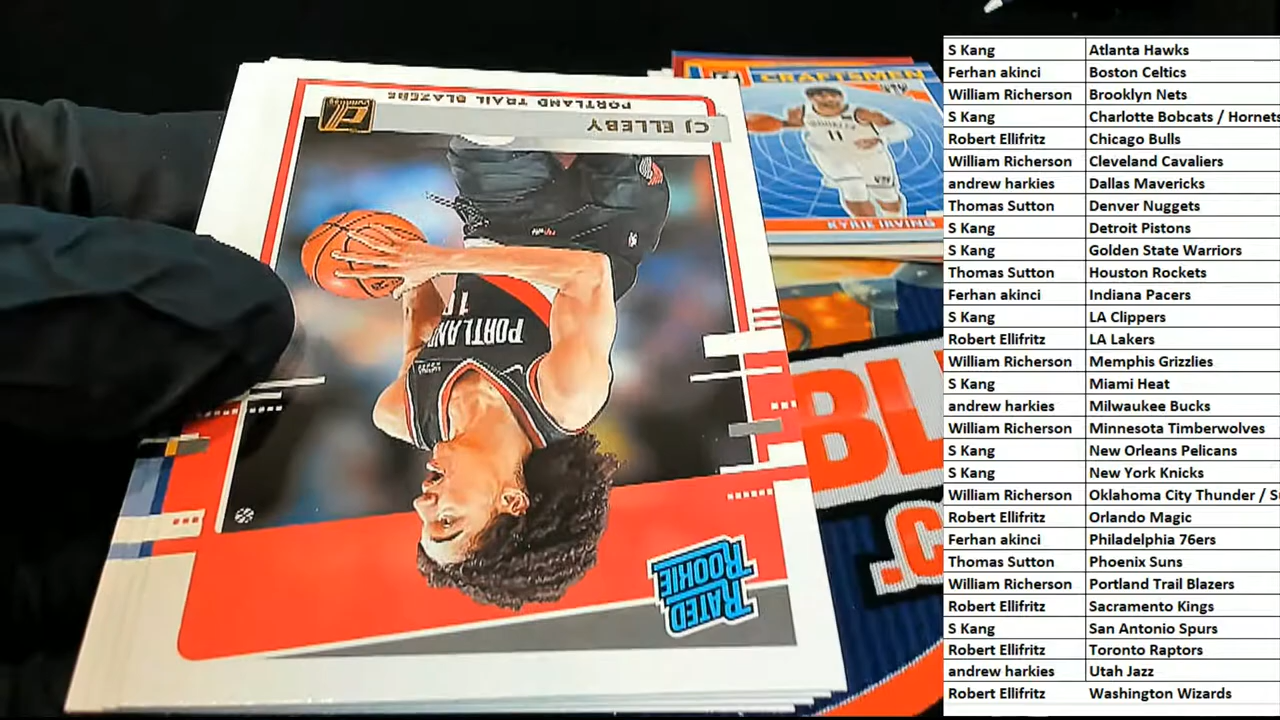 PORTLAND TRAIL BLAZERS
CJ ELLEBY
PORTLAND
RATED
ROOKIE
CRAFTSMEN
BROOKLYN
11
KYRIE IRVING
BL
.C
S Kang Atlanta Hawks
Ferhan akinci Boston Celtics
William Richerson Brooklyn Nets
S Kang Charlotte Bobcats / Hornets
Robert Ellifritz Chicago Bulls
William Richerson Cleveland Cavaliers
andrew harkies Dallas Mavericks
Thomas Sutton Denver Nuggets
S Kang Detroit Pistons
S Kang Golden State Warriors
Thomas Sutton Houston Rockets
Ferhan akinci Indiana Pacers
S Kang LA Clippers
Robert Ellifritz LA Lakers
William Richerson Memphis Grizzlies
S Kang Miami Heat
andrew harkies Milwaukee Bucks
William Richerson Minnesota Timberwolves
S Kang New Orleans Pelicans
S Kang New York Knicks
William Richerson Oklahoma City Thunder / S
Robert Ellifritz Orlando Magic
Ferhan akinci Philadelphia 76ers
Thomas Sutton Phoenix Suns
William Richerson Portland Trail Blazers
Robert Ellifritz Sacramento Kings
S Kang San Antonio Spurs
Robert Ellifritz Toronto Raptors
andrew harkies Utah Jazz
Robert Ellifritz Washington Wizards